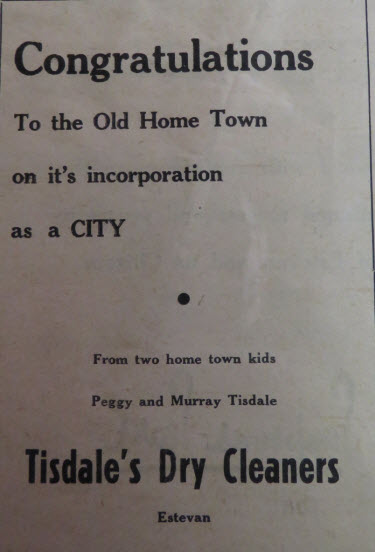 Congratulations
To the Old Home Town
on it's incorporation
as a CITY
From two home town kids
Peggy and Murray Tisdale
Tisdale's Dry Cleaners
Estevan